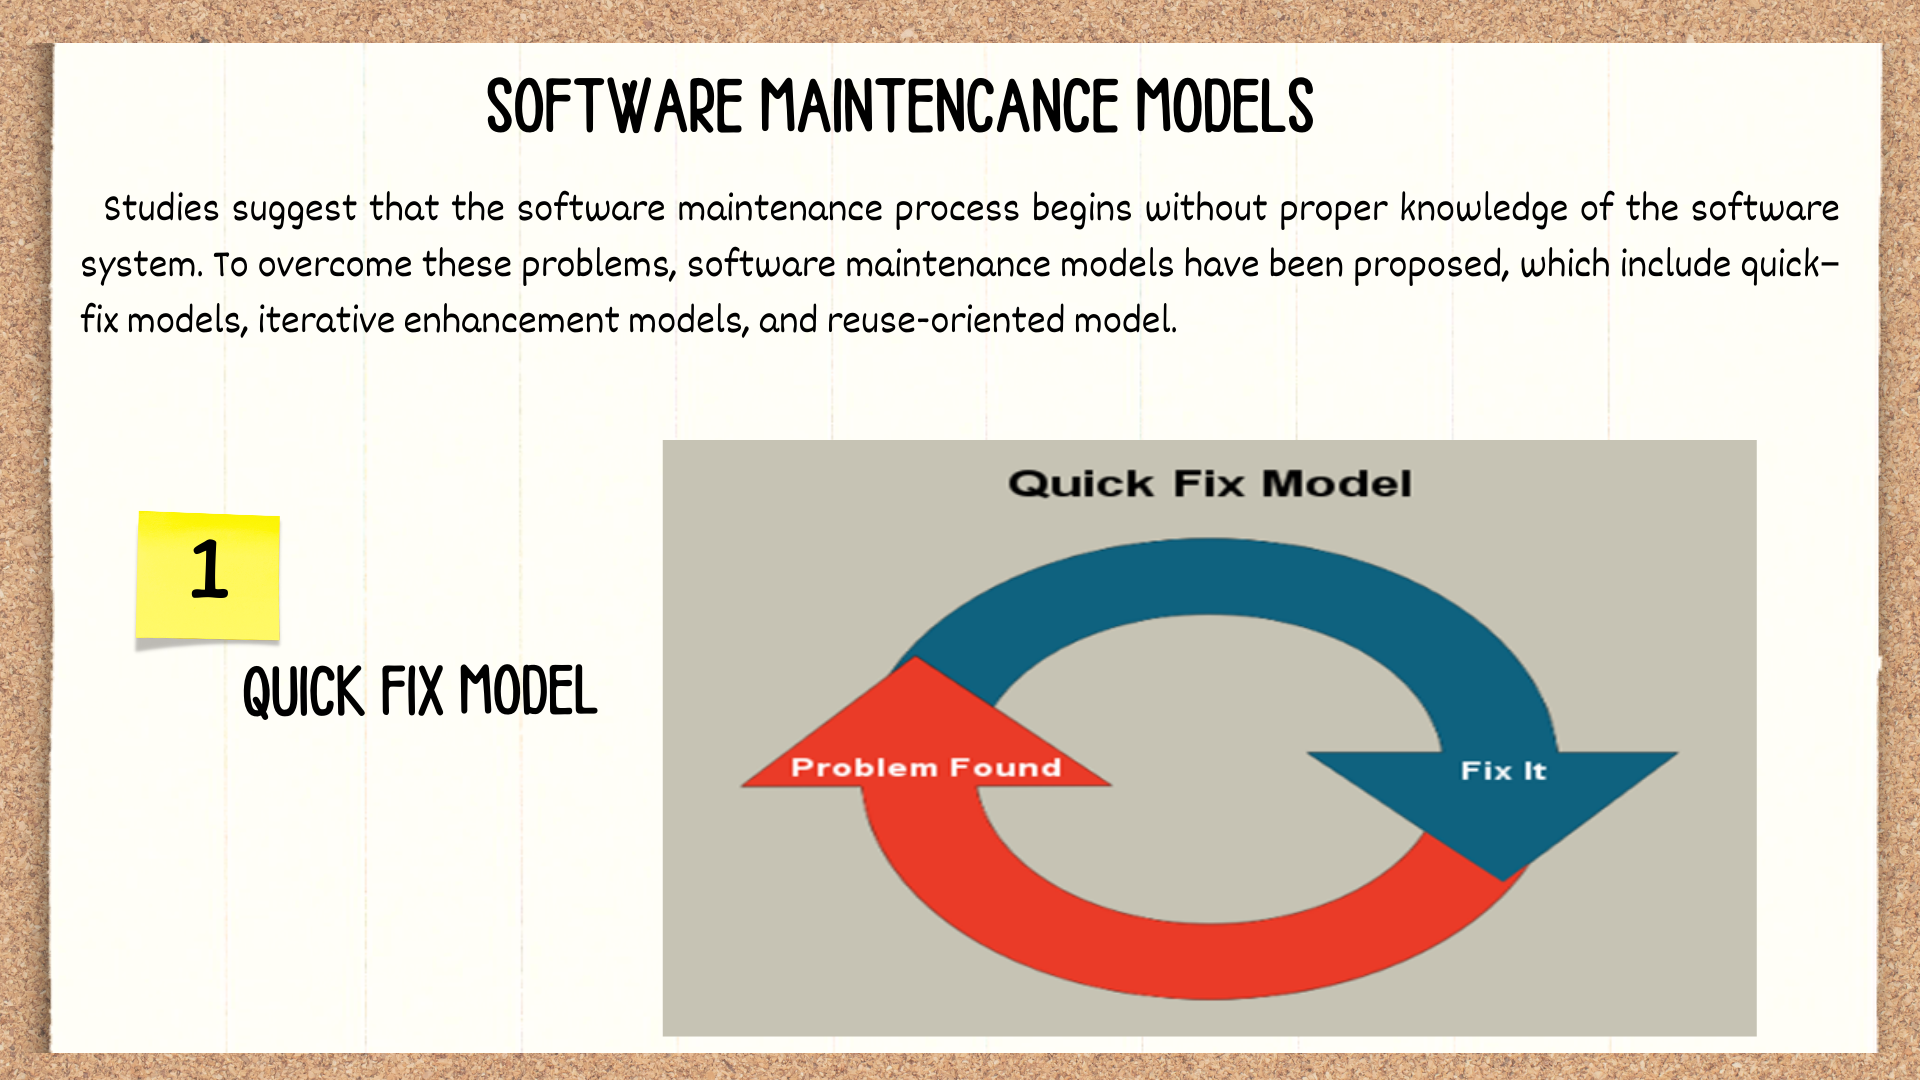 SOFTWARE MAINTENCANCE MODELS
Studies suggest that the software maintenance process begins without proper knowledge of the software
system. To overcome these problems, software maintenance models have been proposed, which include quick-
fix models, iterative enhancement models, and reuse-oriented model.
1
QUICK FIX MODEL
Quick Fix Model
Problem Found
Fix It